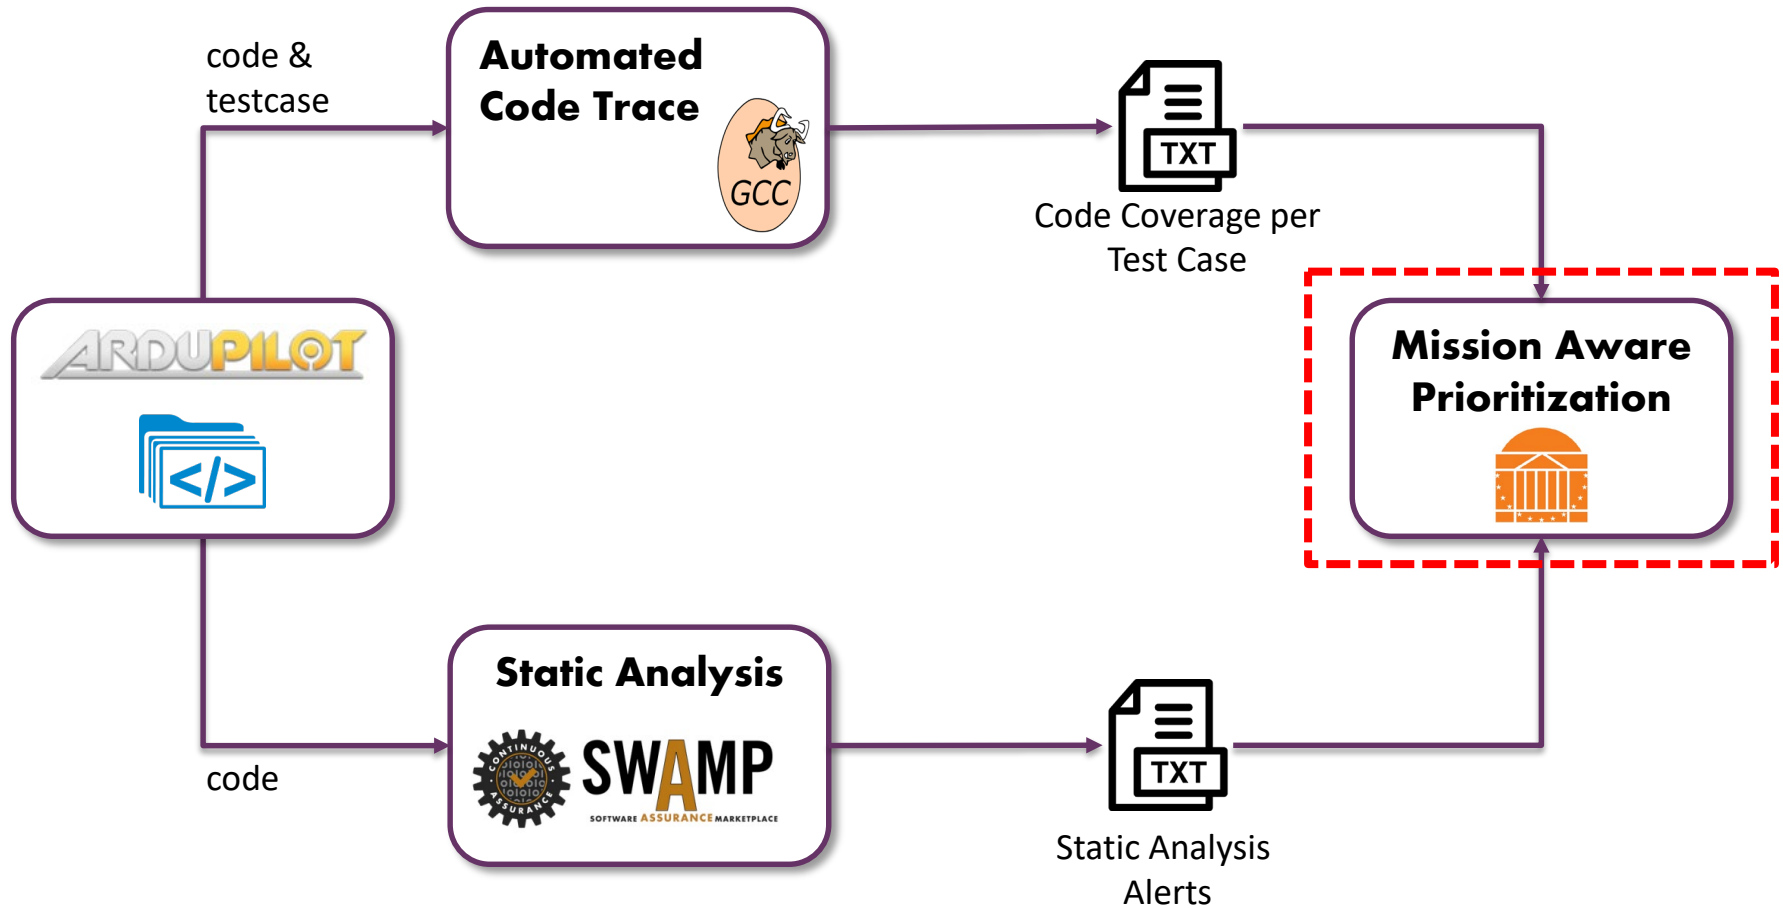 code &
testcase
Automated
Code Trace
GCC
TXT
Code Coverage per
Test Case
ARDUPILOT
</>
Mission Aware
Prioritization
code
Static Analysis
CONTINUOUS
ASSURANCE
SWAMP
SOFTWARE ASSURANCE MARKETPLACE
TXT
Static Analysis
Alerts